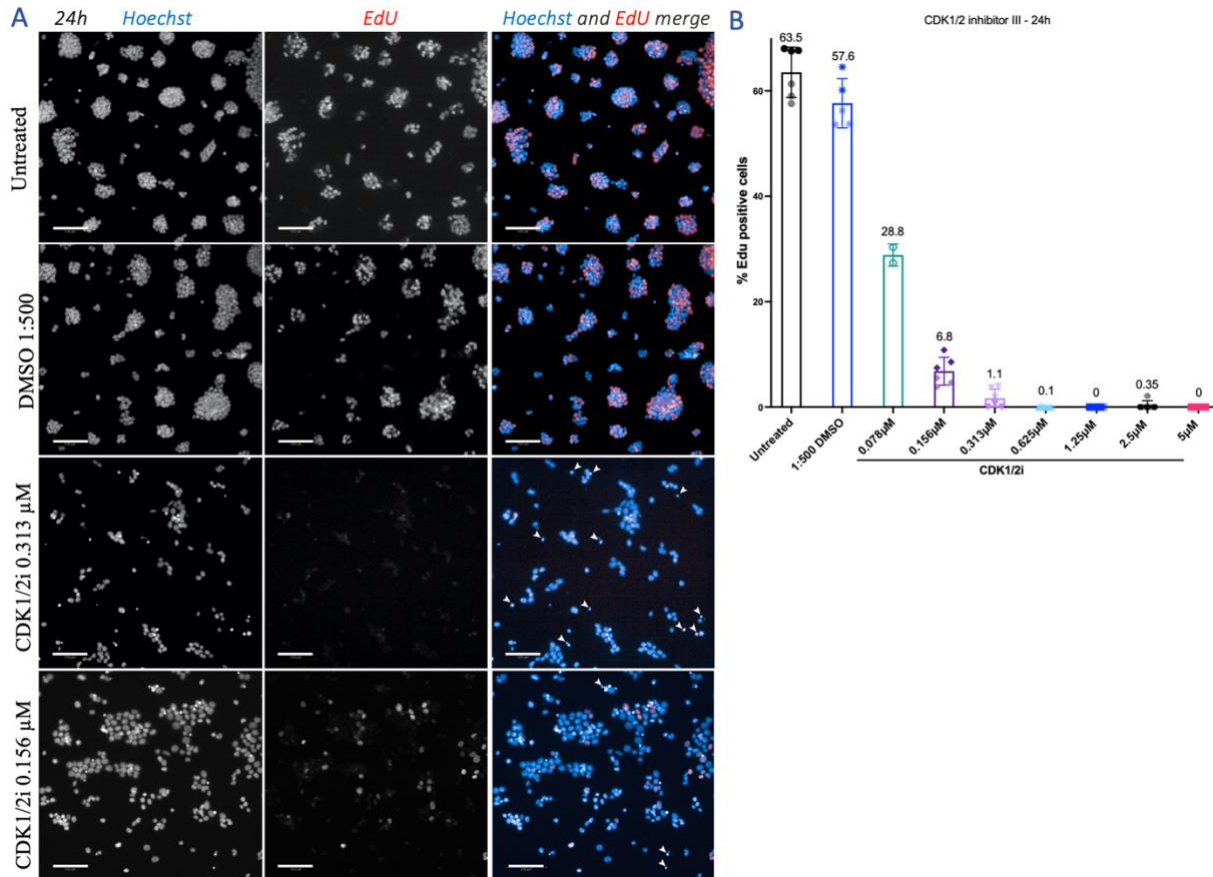 A
24h Hoechst
EdU
Hoechst and EdU merge
Untreated
DMSO 1:500
CDK1/2i 0.313 µM
CDK1/2i 0.156 µM
B
CDK1/2 inhibitor III - 24h
% Edu positive cells
60
40
20
0
63.5
57.6
28.8
6.8
1.1
0.1
0
0.35
0
Untreated
1:500 DMSO
0.078µM
0.156µM
0.313µM
0.625µM
1.25µM
2.5µM
5µM
CDK1/2i